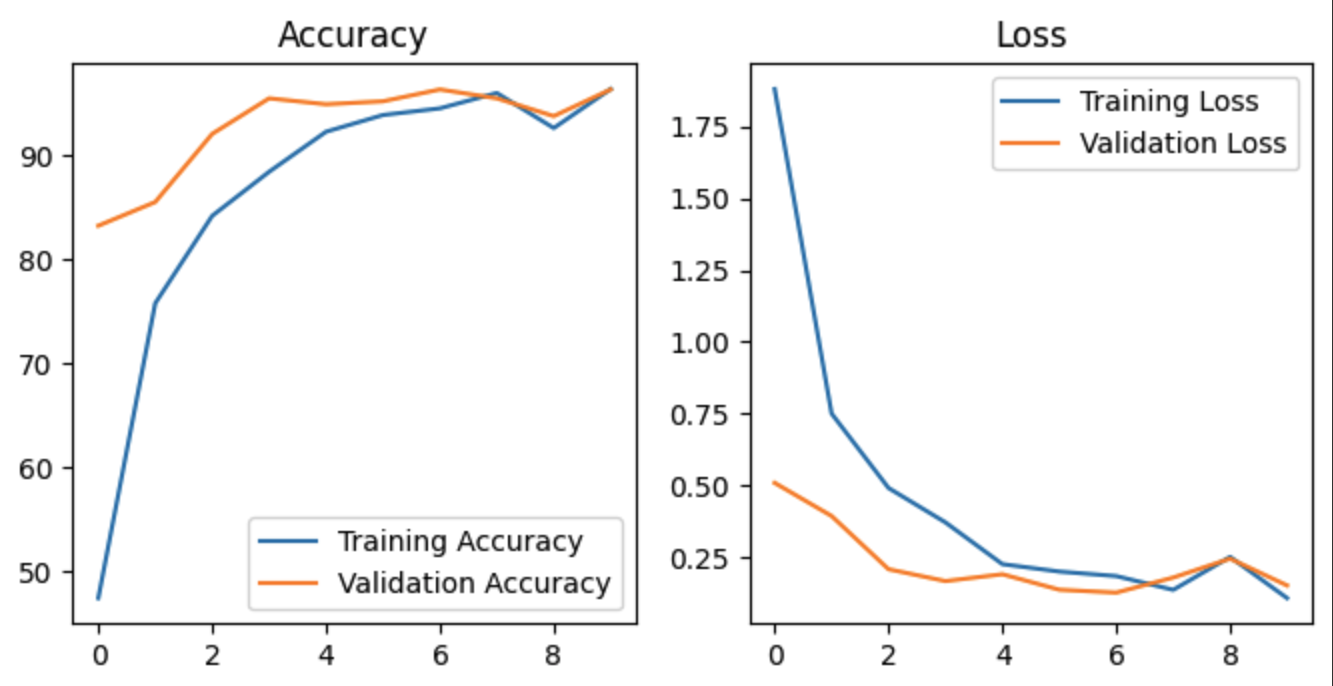 Accuracy
90
80
70
60
50
0 2 4 6 8
Training Accuracy
Validation Accuracy
Loss
1.75
1.50
1.25
1.00
0.75
0.50
0.25
0 2 4 6 8
Training Loss
Validation Loss